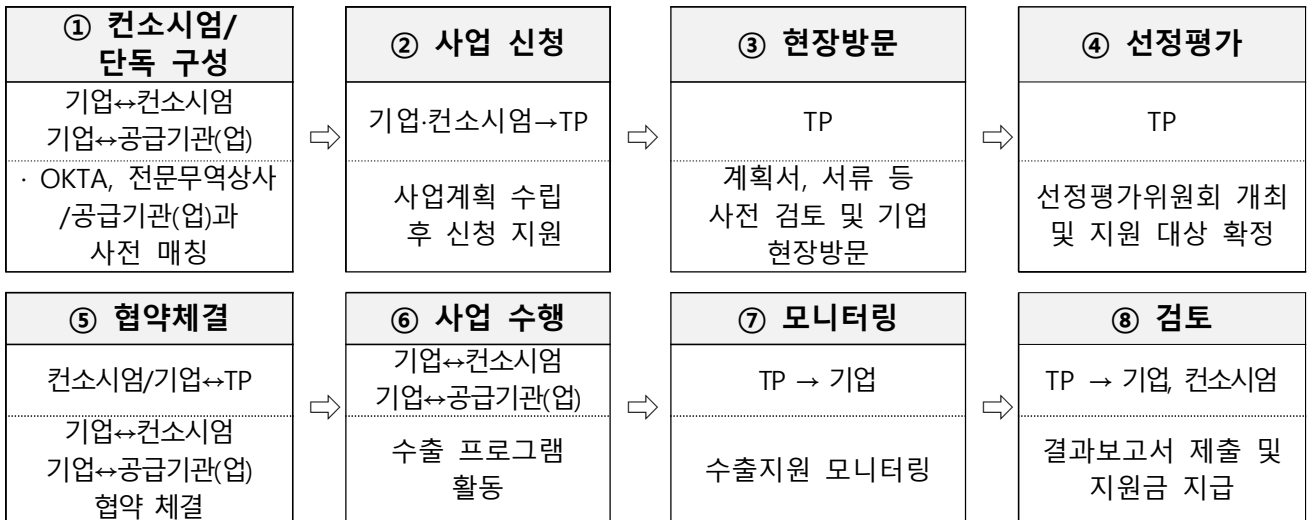 ① 컨소시엄/
단독 구성
기업↔컨소시엄
기업↔공급기관(업)
· OKTA, 전문무역상사
/공급기관(업)과
사전 매칭
⇨
② 사업 신청
기업·컨소시엄→TP
사업계획 수립
후 신청 지원
⇨
③ 현장방문
TP
계획서, 서류 등
사전 검토 및 기업
현장방문
⇨
④ 선정평가
TP
선정평가위원회 개최
및 지원 대상 확정
⑤ 협약체결
컨소시엄/기업↔TP
기업↔컨소시엄
기업↔공급기관(업)
협약 체결
⇨
⑥ 사업 수행
기업↔컨소시엄
기업↔공급기관(업)
수출 프로그램
활동
⇨
⑦ 모니터링
TP → 기업
수출지원 모니터링
⇨
⑧ 검토
TP → 기업, 컨소시엄
결과보고서 제출 및
지원금 지급